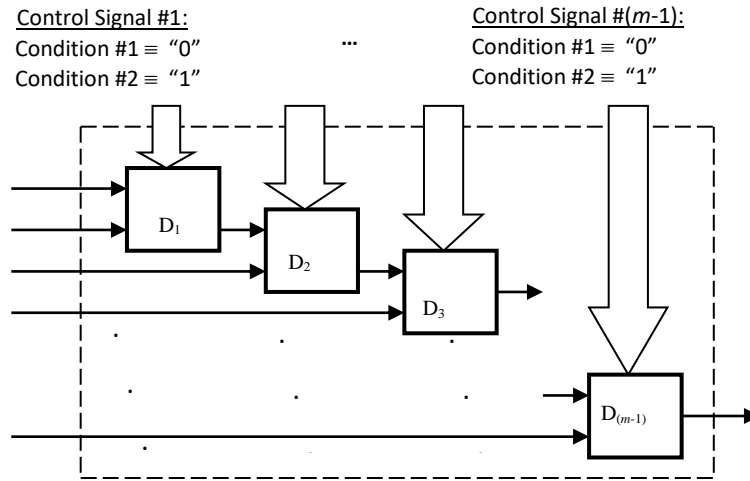 Control Signal #1:
Condition #1 ≡ “0”
Condition #2 ≡ “1”
...
Control Signal #(m-1):
Condition #1 ≡ “0”
Condition #2 ≡ “1”
D1
D2
D3
D(m-1)